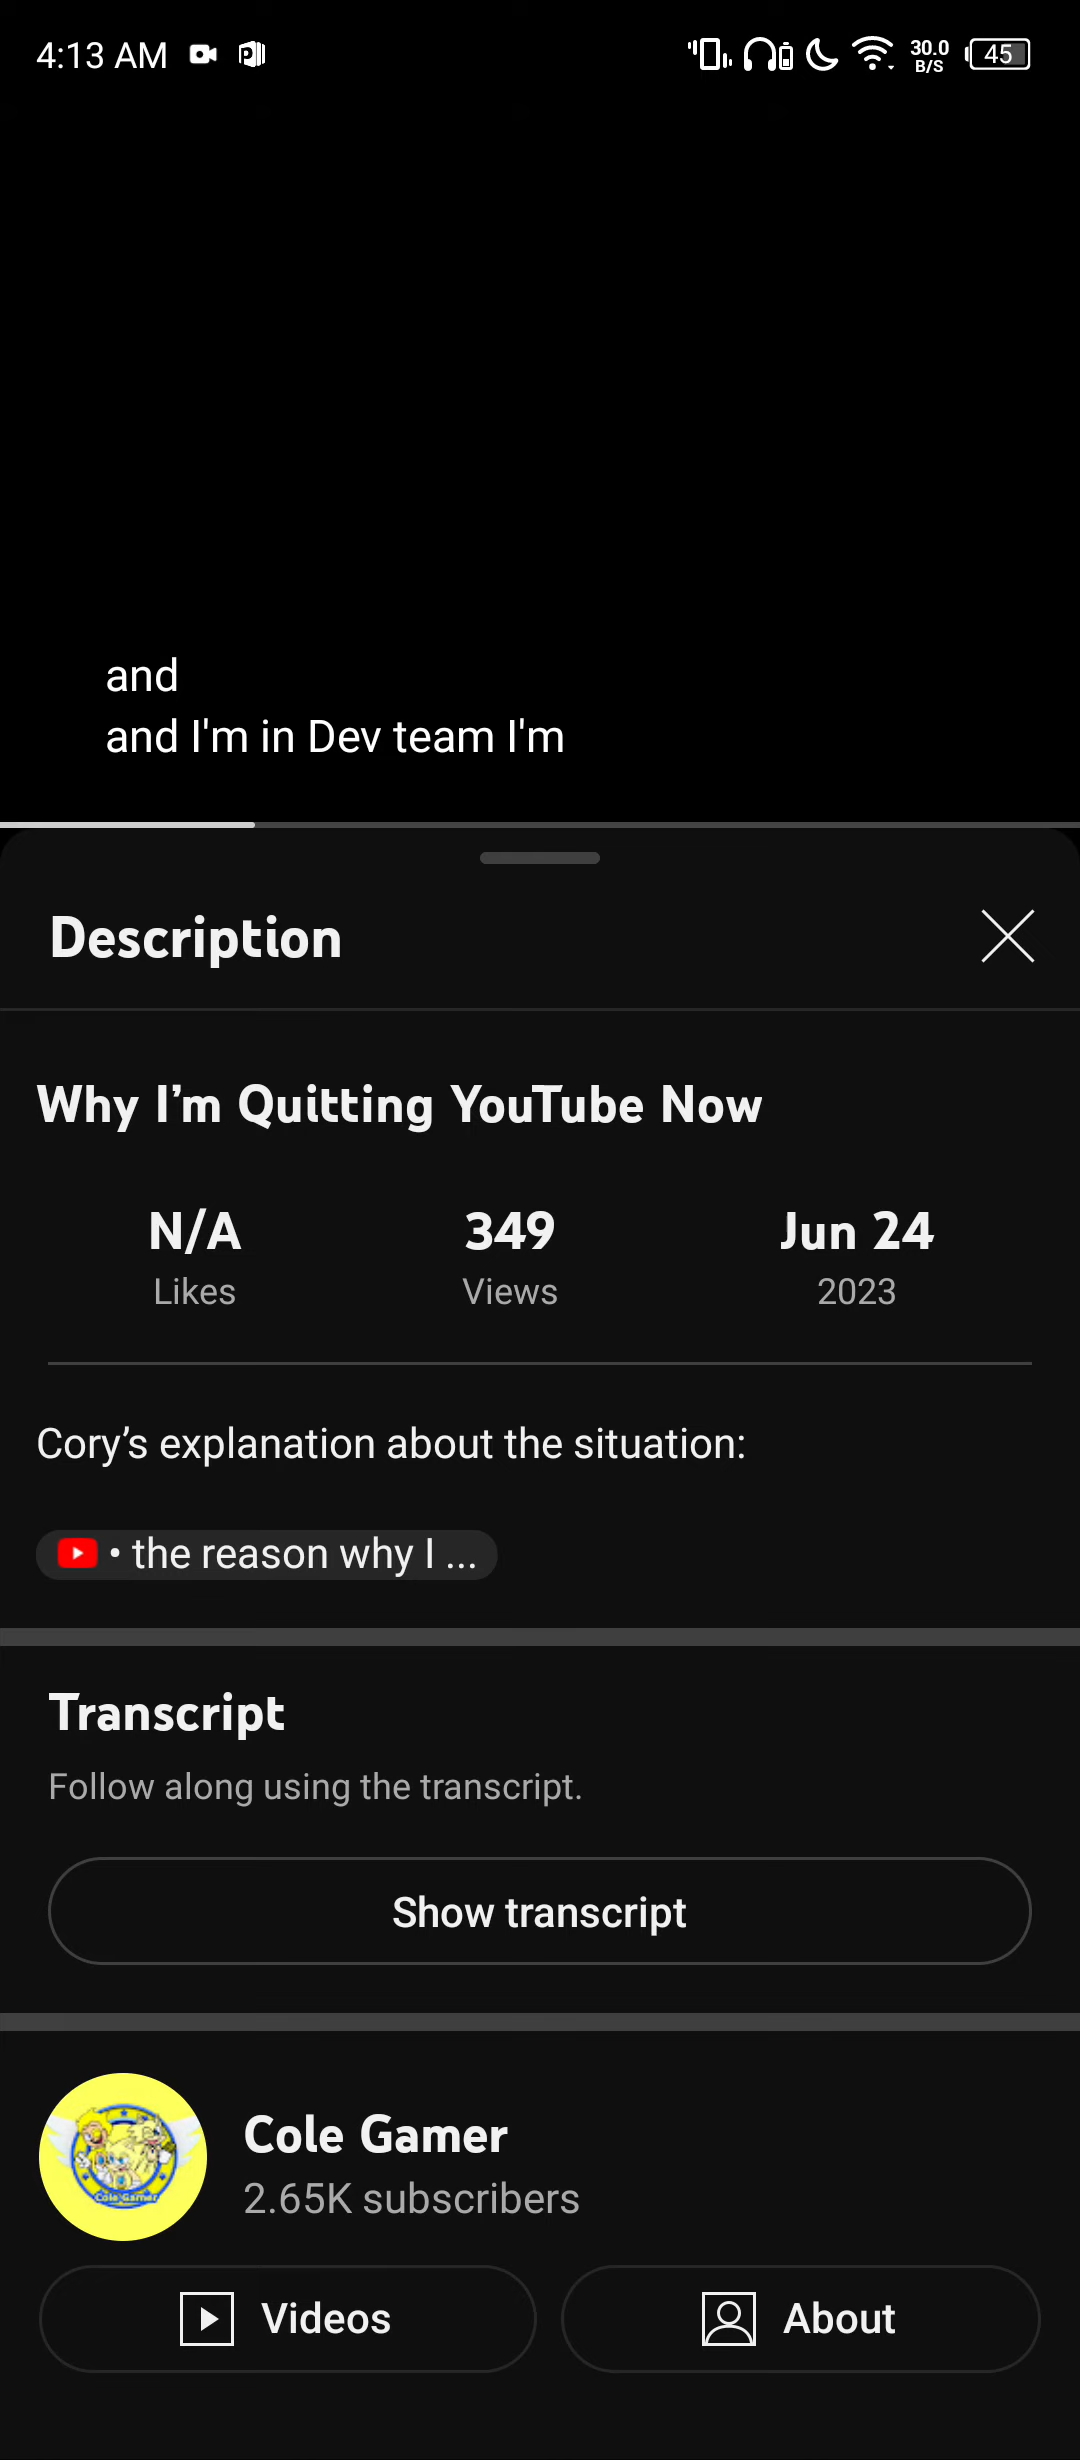 4:13 AM
30.0
B/S
45
and
and I'm in Dev team I'm
Description
Why I’m Quitting YouTube Now
N/A
349
Jun 24
Likes
Views
2023
Cory’s explanation about the situation:
• the reason why I ...
Transcript
Follow along using the transcript.
Show transcript
Cole Gamer
Cole Gamer
2.65K subscribers
Videos
About